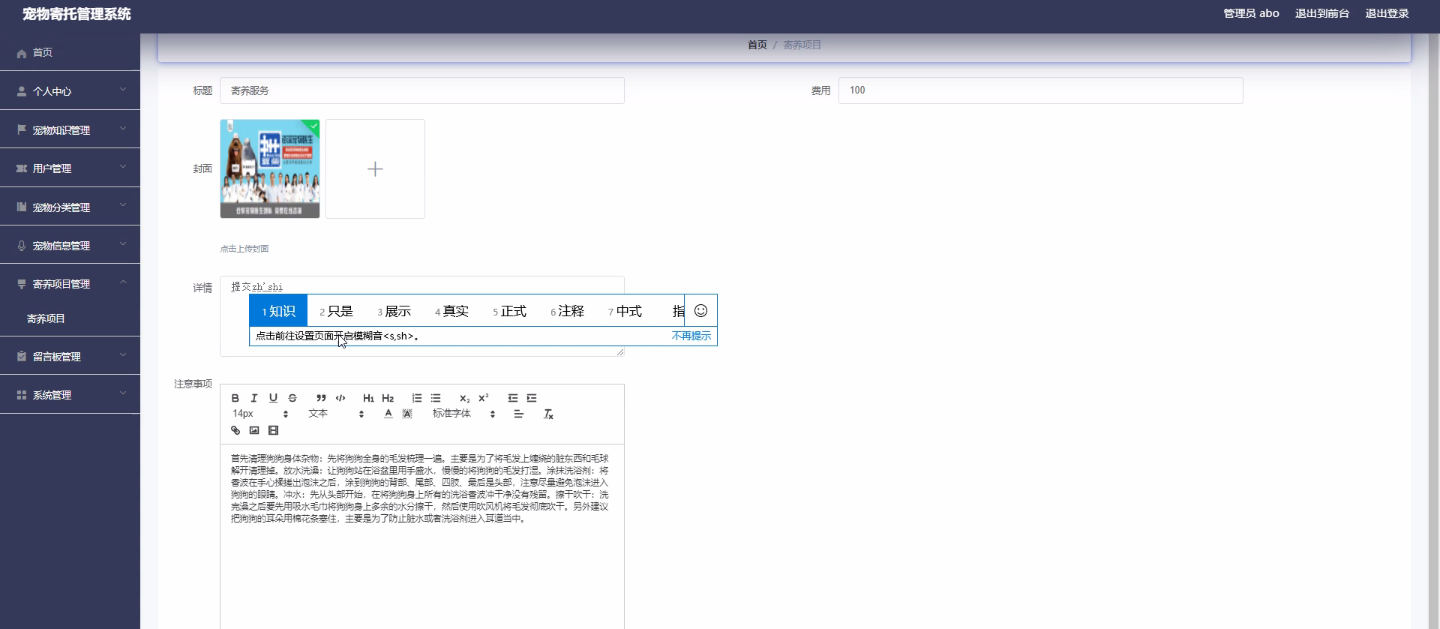 宠物寄托管理系统
管理员 abo 退出到前台 退出登录
首页
个人中心
宠物知识管理
用户管理
宠物分类管理
宠物信息管理
寄养项目管理
寄养项目
留言板管理
系统管理
首页 / 寄养项目
标题 寄养服务
费用 100
封面
点击上传封面
详情 提交zh'shi
1 知识 2 只是 3 展示 4 真实 5 正式 6 注释 7 中式 指
点击前往设置页面开启模糊音<s,sh>。 不再提示
注意事项
B I U S H1 H2 X2 X2
14px 文本 A A 标准字体 Tx
首先清理狗狗身体杂物：先将狗狗全身的毛发梳理一遍。主要是为了将毛发上缠绕的脏东西和毛球
解开清理掉。放水洗澡：让狗狗站在浴盆里用手盛水，慢慢的将狗狗的毛发打湿。涂抹洗浴剂：将
香波在手心揉搓出泡沫之后，涂到狗狗的背部、尾部、四肢、最后是头部，注意尽量避免泡沫进入
狗狗的眼睛。冲水：先从头部开始，在将狗狗身上所有的洗浴香波冲干净没有残留。擦干吹干：洗
完澡之后要先用吸水毛巾将狗狗身上多余的水分擦干，然后使用吹风机将毛发彻底吹干。另外建议
把狗狗的耳朵用棉花条塞住，主要是为了防止脏水或者洗浴剂进入耳道当中。